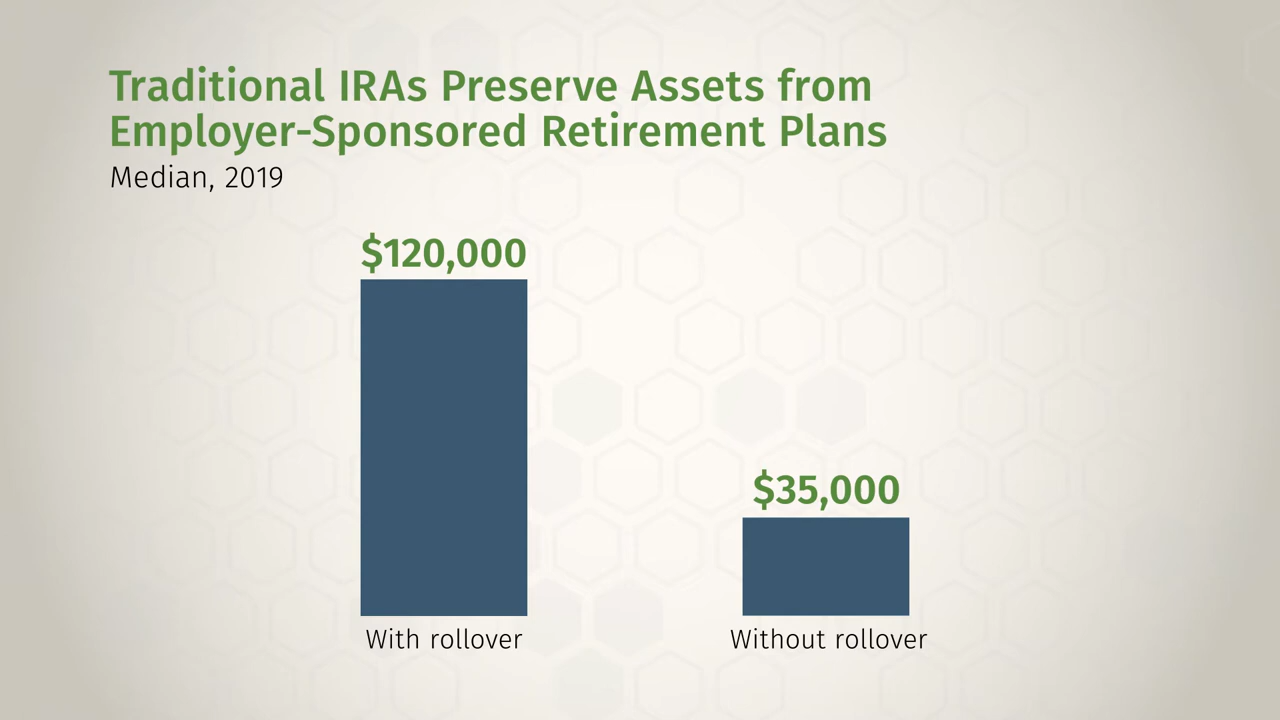 Traditional IRAs Preserve Assets from
Employer-Sponsored Retirement Plans
Median, 2019
$120,000
$35,000
With rollover
Without rollover